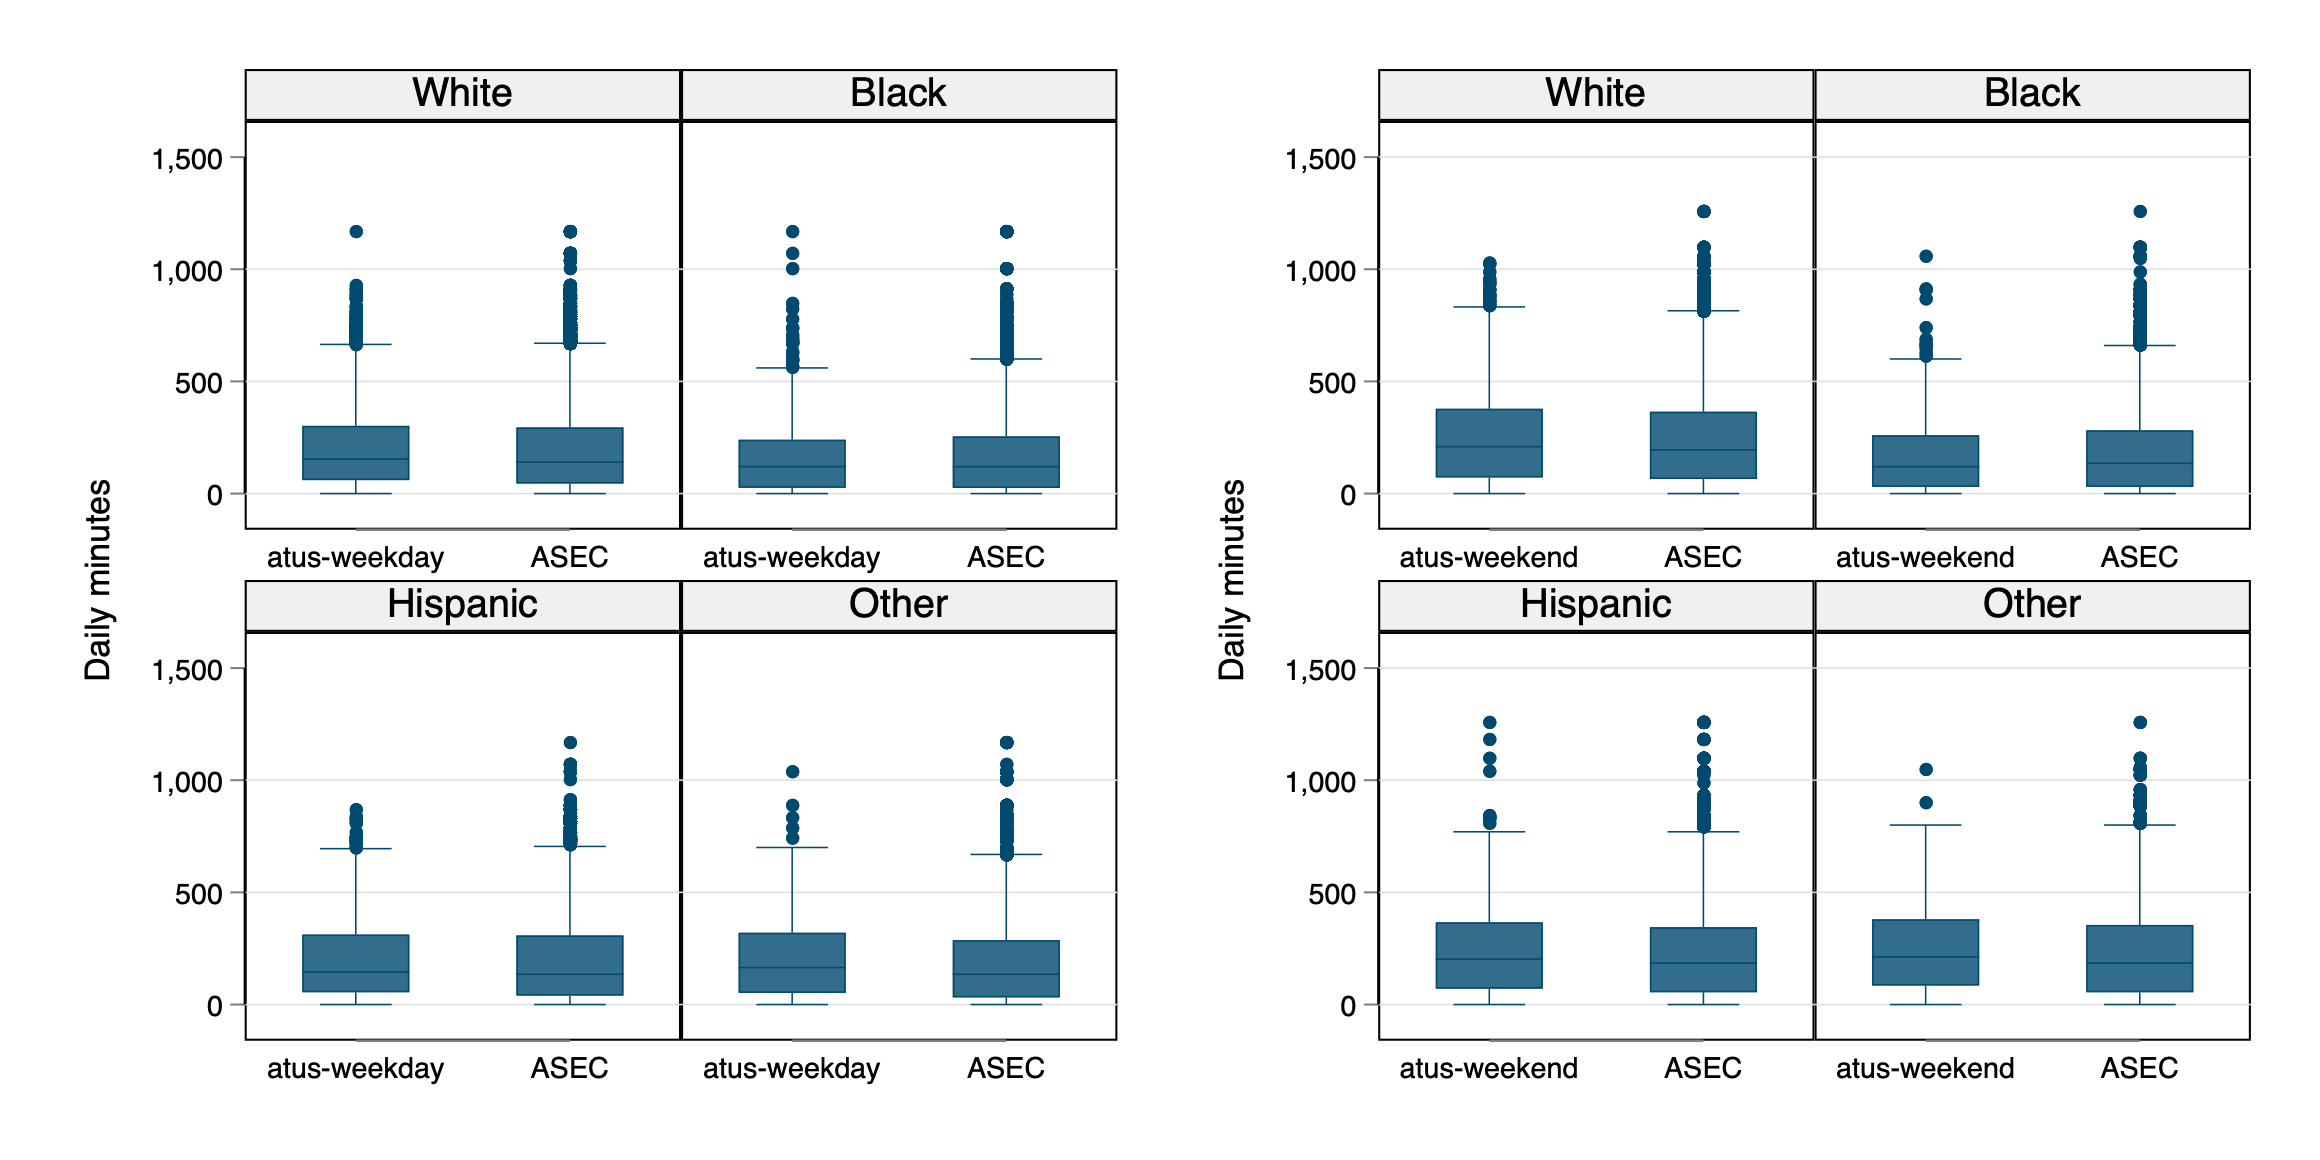 Daily minutes
White
Black
1,500
1,000
500
0
atus-weekday
ASEC
atus-weekday
ASEC
Hispanic
Other
1,500
1,000
500
0
atus-weekday
ASEC
atus-weekday
ASEC
Daily minutes
White
Black
1,500
1,000
500
0
atus-weekend
ASEC
atus-weekend
ASEC
Hispanic
Other
1,500
1,000
500
0
atus-weekend
ASEC
atus-weekend
ASEC